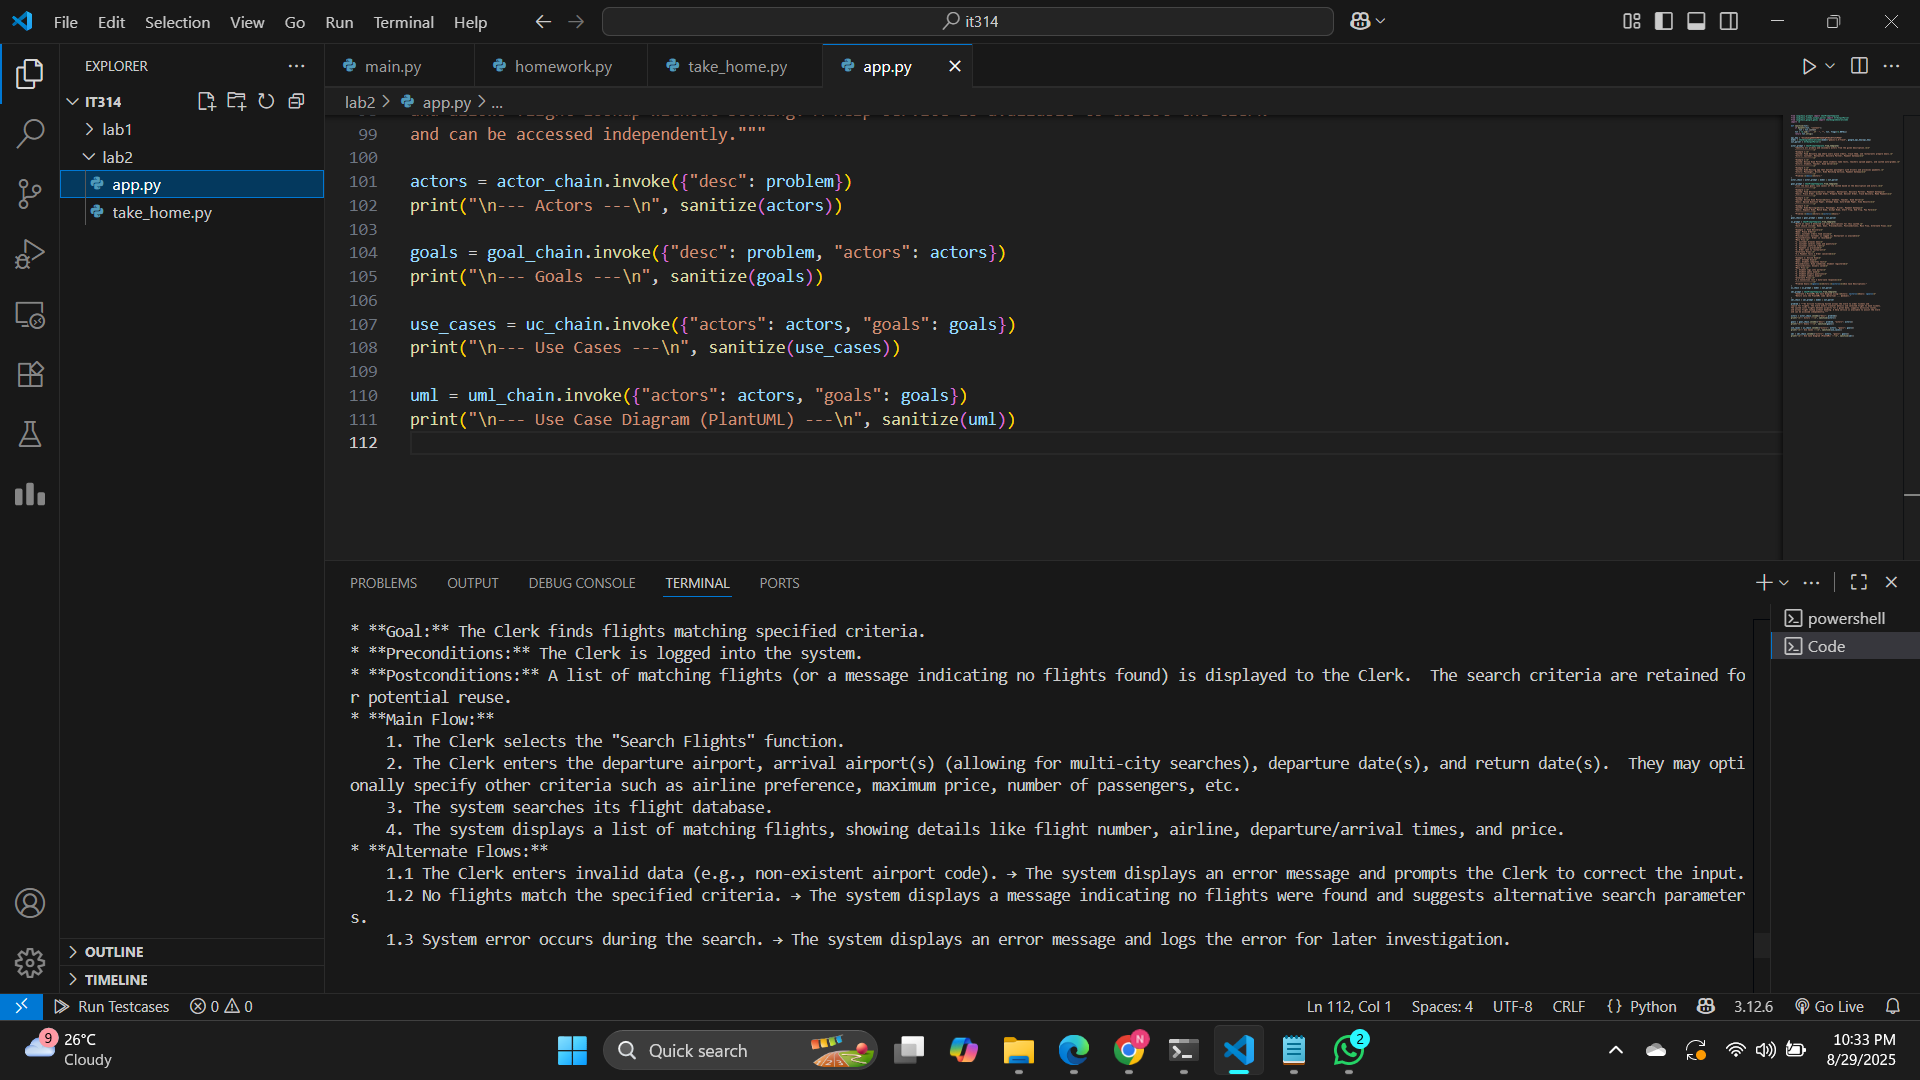 File Edit Selection View Go Run Terminal Help
it314
EXPLORER
main.py
homework.py
take_home.py
app.py
IT314
lab1
lab2
app.py
take_home.py
lab2 > app.py > ...
99 and can be accessed independently."""
100
101 actors = actor_chain.invoke({"desc": problem})
102 print("\n--- Actors ---\n", sanitize(actors))
103
104 goals = goal_chain.invoke({"desc": problem, "actors": actors})
105 print("\n--- Goals ---\n", sanitize(goals))
106
107 use_cases = uc_chain.invoke({"actors": actors, "goals": goals})
108 print("\n--- Use Cases ---\n", sanitize(use_cases))
109
110 uml = uml_chain.invoke({"actors": actors, "goals": goals})
111 print("\n--- Use Case Diagram (PlantUML) ---\n", sanitize(uml))
112
PROBLEMS OUTPUT DEBUG CONSOLE TERMINAL PORTS
powershell
Code
* **Goal:** The Clerk finds flights matching specified criteria.
* **Preconditions:** The Clerk is logged into the system.
* **Postconditions:** A list of matching flights (or a message indicating no flights found) is displayed to the Clerk.  The search criteria are retained fo
r potential reuse.
* **Main Flow:**
1. The Clerk selects the "Search Flights" function.
2. The Clerk enters the departure airport, arrival airport(s) (allowing for multi-city searches), departure date(s), and return date(s).  They may opti
onally specify other criteria such as airline preference, maximum price, number of passengers, etc.
3. The system searches its flight database.
4. The system displays a list of matching flights, showing details like flight number, airline, departure/arrival times, and price.
* **Alternate Flows:**
1.1 The Clerk enters invalid data (e.g., non-existent airport code). → The system displays an error message and prompts the Clerk to correct the input.
1.2 No flights match the specified criteria. → The system displays a message indicating no flights were found and suggests alternative search parameter
s.
1.3 System error occurs during the search. → The system displays an error message and logs the error for later investigation.
OUTLINE
TIMELINE
Run Testcases 0 0
Ln 112, Col 1 Spaces: 4 UTF-8 CRLF {} Python 3.12.6 Go Live
9
26°C
Cloudy
Quick search
N
2
10:33 PM
8/29/2025